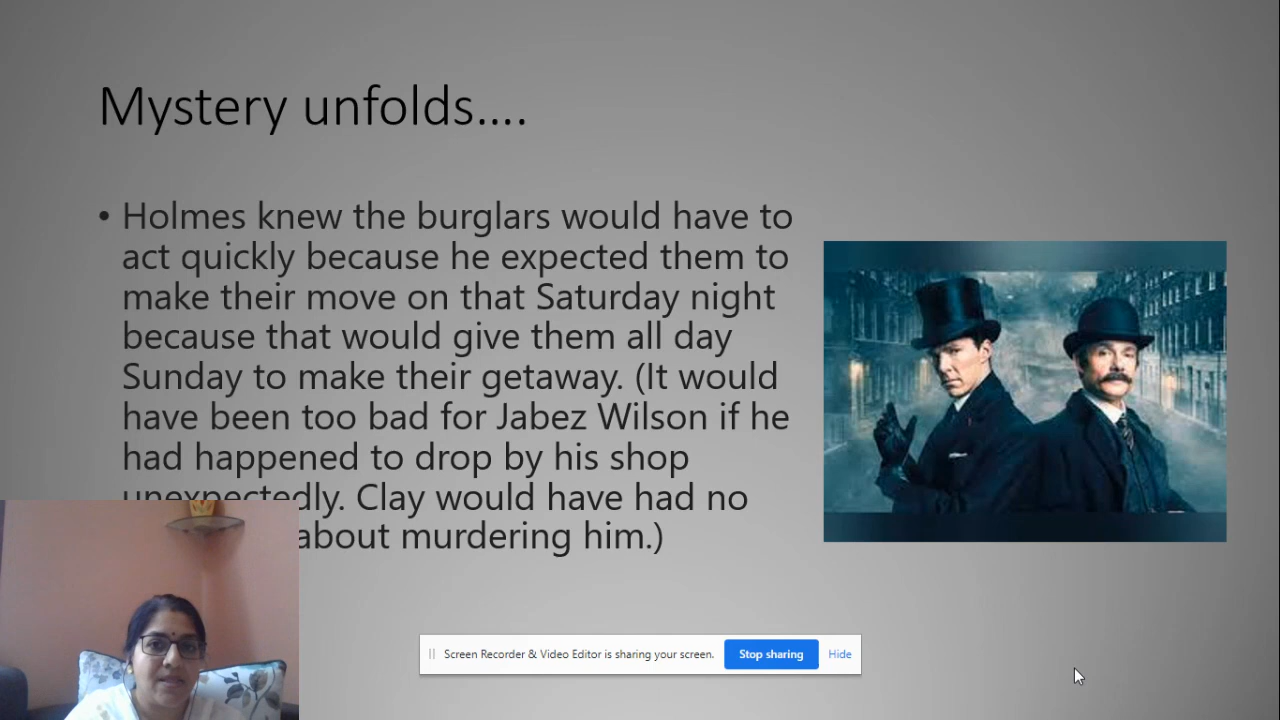 Mystery unfolds....
• Holmes knew the burglars would have to
act quickly because he expected them to
make their move on that Saturday night
because that would give them all day
Sunday to make their getaway. (It would
have been too bad for Jabez Wilson if he
had happened to drop by his shop
unexpectedly. Clay would have had no
about murdering him.)
Screen Recorder & Video Editor is sharing your screen. Stop sharing Hide